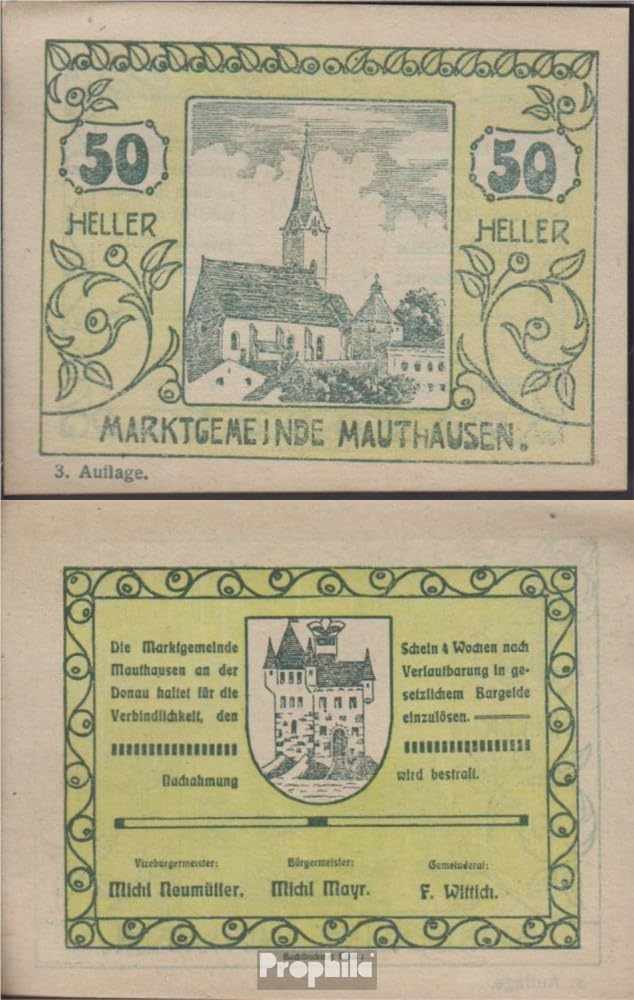 50
50
HELLER
HELLER
MARKTGEMEINDE MAUTHAUSEN.
3. Auflage.
Die Marktgemeinde
Mauthausen an der
Donau haftet für die
Verbindlichkeit, den
Schein 4 Wochen nach
Verlautbarung in ge-
setzlichem Bargelde
einzulösen.
Nachahmung
wird bestraft.
Vizebürgermeister:
Bürgermeister:
Gemeinderat:
Michl Neumüller.
Michl Mayr.
F. Wittich.
Prophila
3. Auflage.